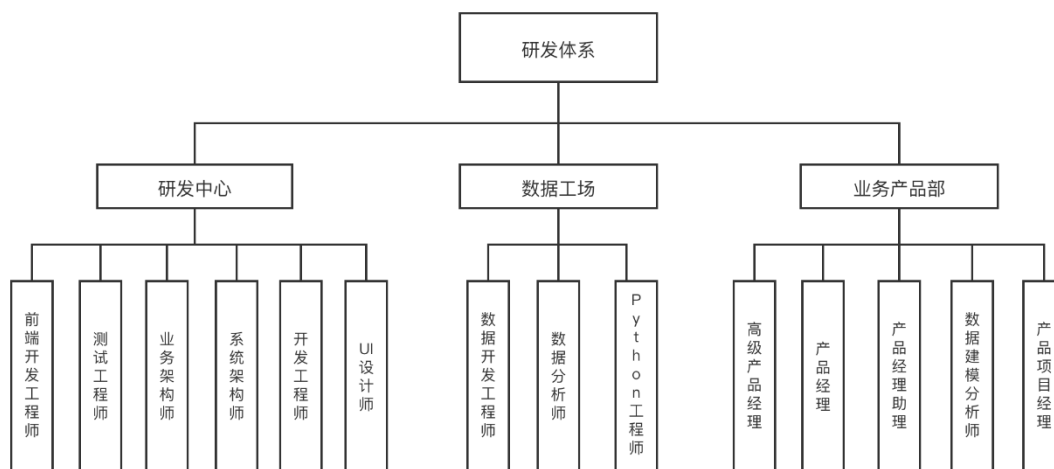 研发体系
研发中心
数据工场
业务产品部
前端开发工程师
测试工程师
业务架构师
系统架构师
开发工程师
UI设计师
数据开发工程师
数据分析师
Python工程师
高级产品经理
产品经理
产品经理助理
数据建模分析师
产品项目经理